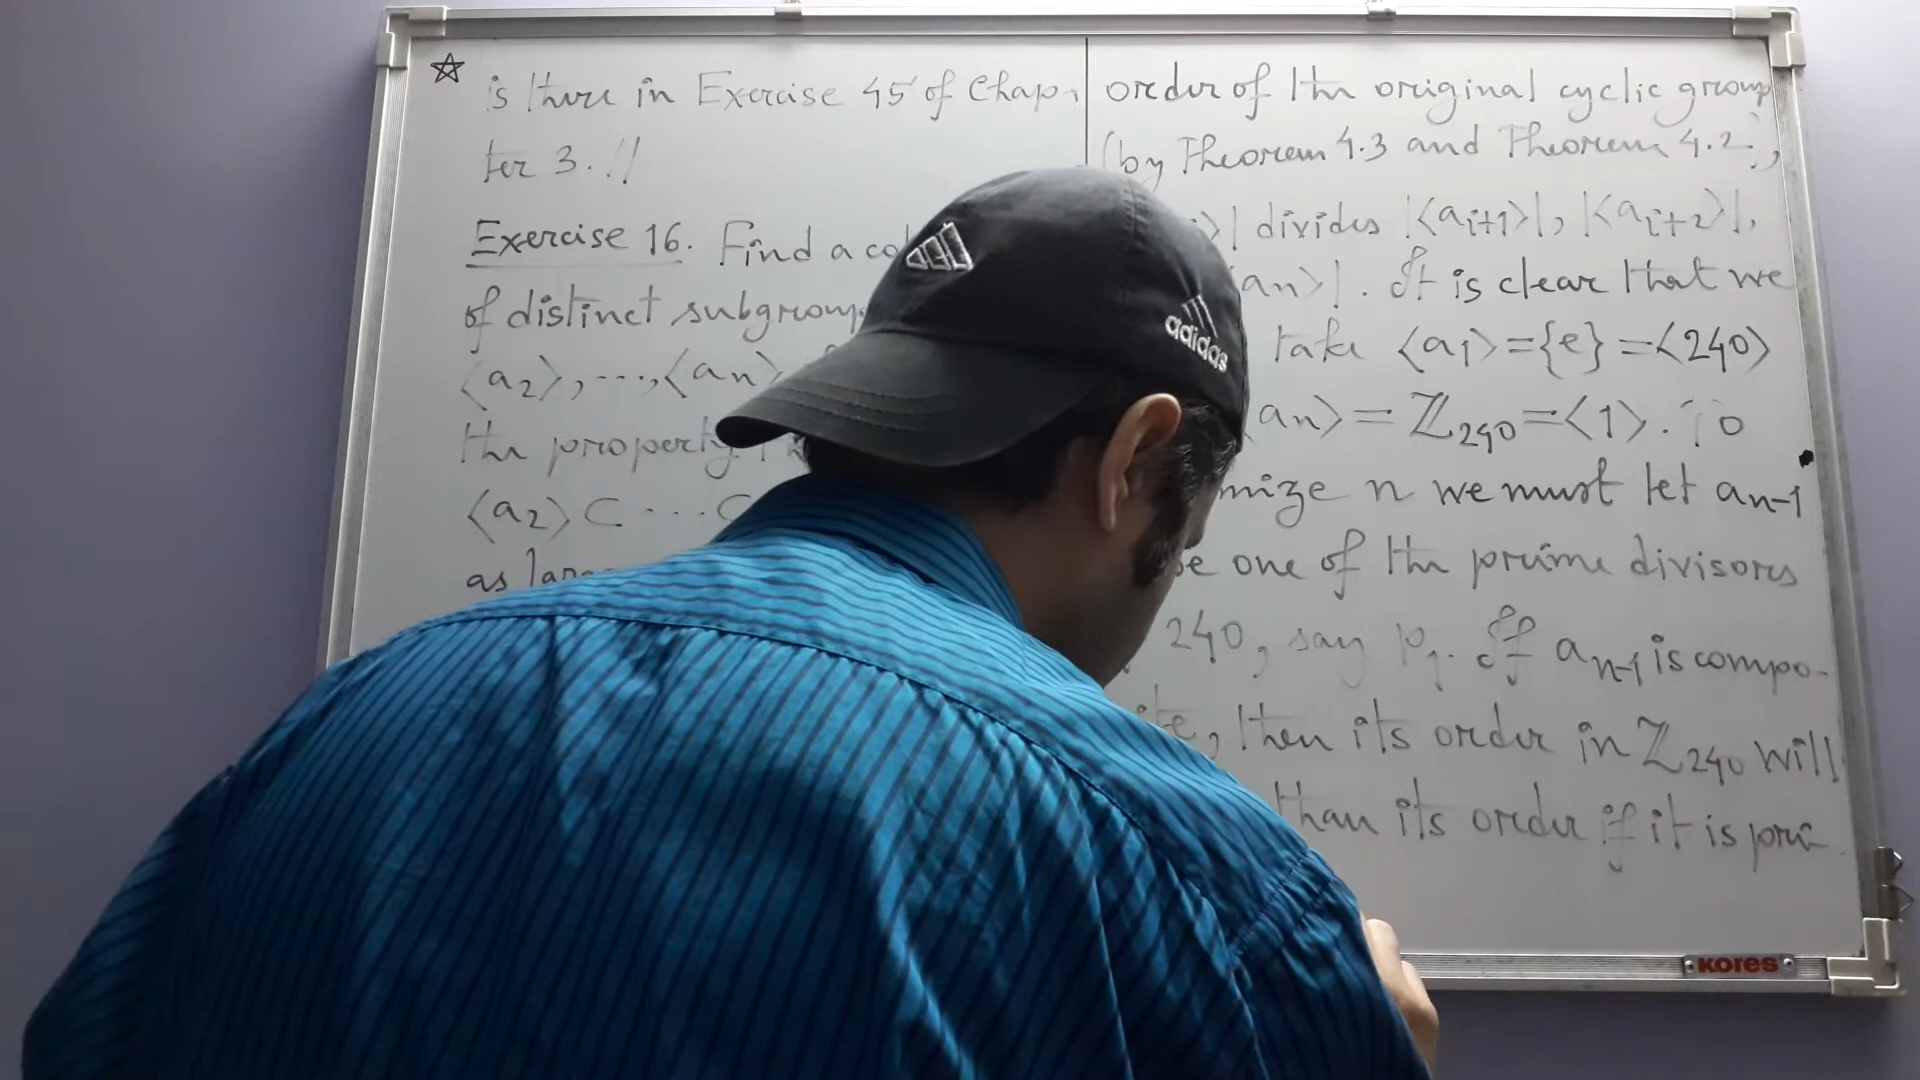 ☆ is there in Exercise 45 of Chap-
ter 3.!!
Exercise 16. Find a co
of distinct subgroup
⟨a₂⟩, ..., ⟨aₙ⟩
the property
⟨a₂⟩ ⊂ ... ⊂
as
order of the original cyclic group
(by Theorem 4.3 and Theorem 4.2),
⟩| divides |⟨aᵢ₊₁⟩|, |⟨aᵢ₊₂⟩|,
aₙ⟩|. It is clear that we
take ⟨a₁⟩={e}=⟨240⟩
aₙ⟩=ℤ₂₄₀=⟨1⟩. To
mize n we must let aₙ₋₁
be one of the prime divisors
240, say p₁. If aₙ₋₁ is compo-
ite, then its order in ℤ₂₄₀ will
than its order if it is pri
adidas
KORES